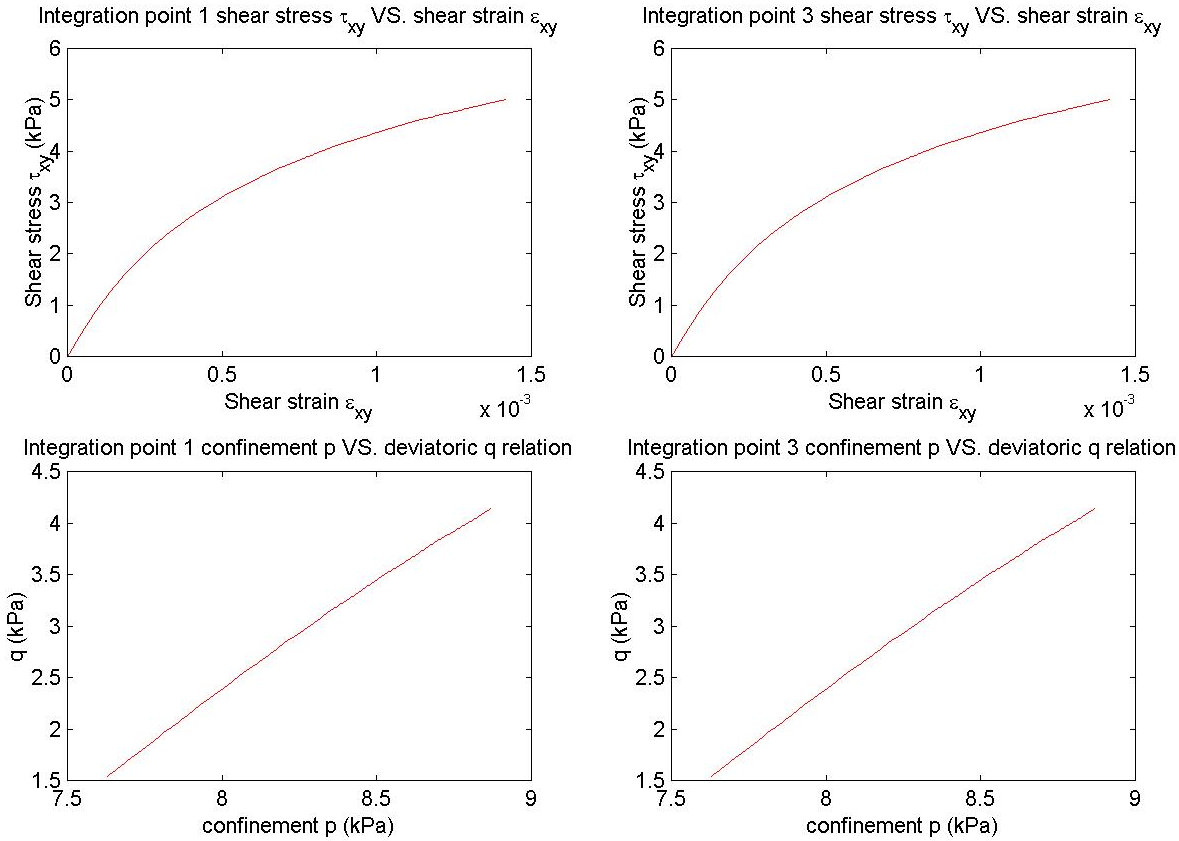 Integration point 1 shear stress τxy VS. shear strain εxy
6
5
4
3
2
1
0
Shear stress τxy (kPa)
0 0.5 1 1.5
Shear strain εxy
x 10-3
Integration point 3 shear stress τxy VS. shear strain εxy
6
5
4
3
2
1
0
Shear stress τxy (kPa)
0 0.5 1 1.5
Shear strain εxy
x 10-3
Integration point 1 confinement p VS. deviatoric q relation
4.5
4
3.5
3
2.5
2
1.5
q (kPa)
7.5 8 8.5 9
confinement p (kPa)
Integration point 3 confinement p VS. deviatoric q relation
4.5
4
3.5
3
2.5
2
1.5
q (kPa)
7.5 8 8.5 9
confinement p (kPa)